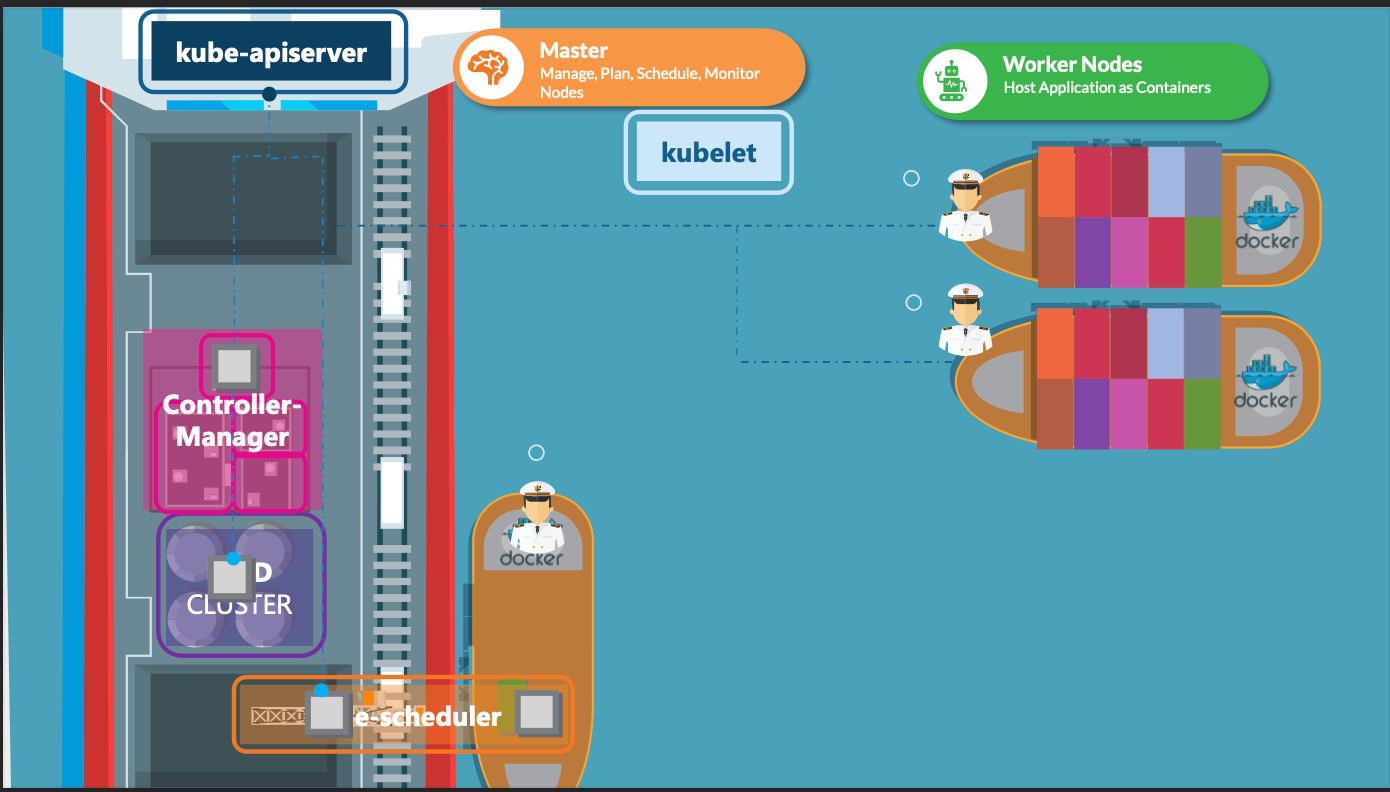 kube-apiserver
Master
Manage, Plan, Schedule, Monitor
Nodes
Worker Nodes
Host Application as Containers
kubelet
docker
docker
Controller-
Manager
docker
D
CLUSTER
e-scheduler